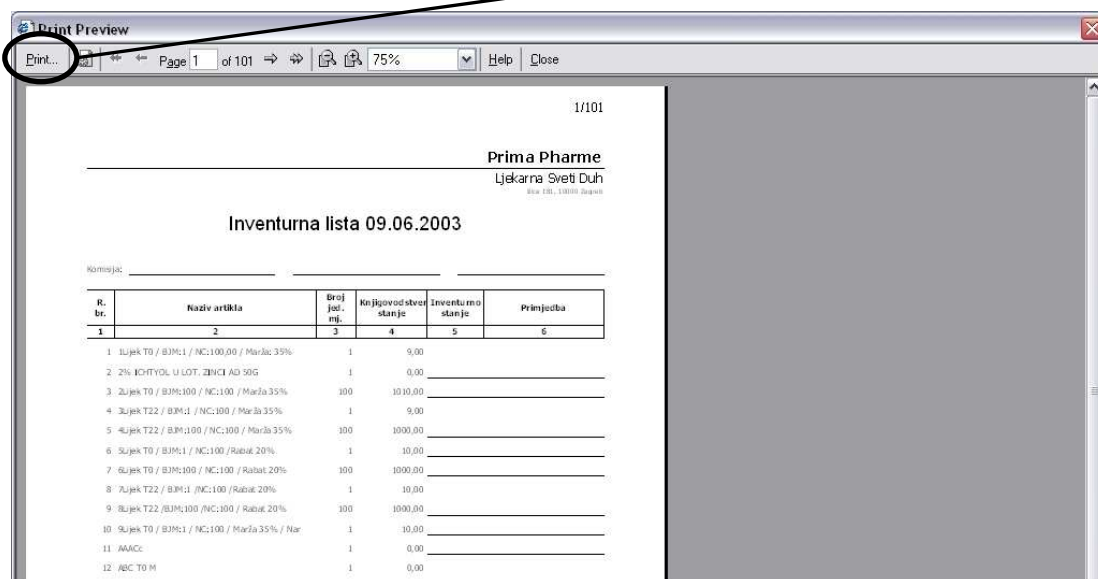 Print Preview
Print... Page 1 of 101 75% Help Close
1/101
Prima Pharme
Ljekarna Sveti Duh
10000 Zagreb
Inventurna lista 09.06.2003
Komisija:
R. br. Naziv artikla Broj jed. mj. Knjigovodstver stanje Inventurno stanje Primjedba
1 2 3 4 5 6
1 1Lijek T0 / BJM:1 / NC:100,00 / Marža: 35% 1 9,00
2 2% ICHTYOL U LOT. ZINCI AD 50G 1 0,00
3 2Lijek T0 / BJM:100 / NC:100 / Marža 35% 100 1010,00
4 3Lijek T22 / BJM:1 / NC:100 / Marža 35% 1 9,00
5 4Lijek T22 / BJM:100 / NC:100 / Marža 35% 100 1000,00
6 5Lijek T0 / BJM:1 / NC:100 /Rabat 20% 1 10,00
7 6Lijek T0 / BJM:100 / NC:100 / Rabat 20% 100 1000,00
8 7Lijek T22 / BJM:1 /NC:100 /Rabat 20% 1 10,00
9 8Lijek T22 /BJM:100 /NC:100 / Rabat 20% 100 1000,00
10 9Lijek T0 / BJM:1 / NC:100 / Marža 35% / Nar 1 10,00
11 AAACc 1 0,00
12 ABC T0 M 1 0,00